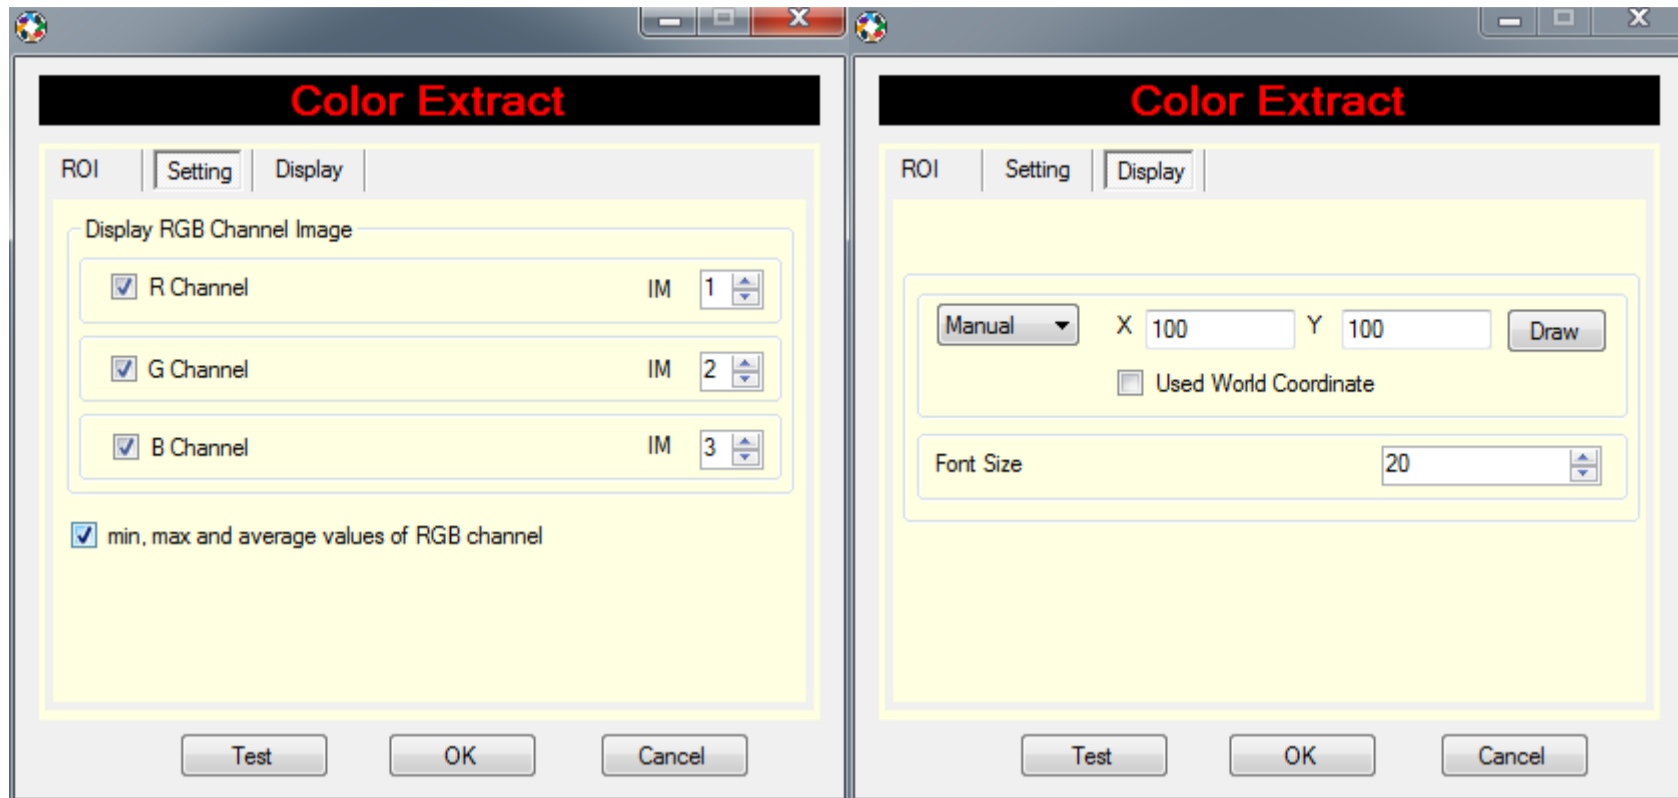 Color Extract
ROI Setting Display
Display RGB Channel Image
R Channel IM 1
G Channel IM 2
B Channel IM 3
min, max and average values of RGB channel
Test OK Cancel
Color Extract
ROI Setting Display
Manual X 100 Y 100 Draw
Used World Coordinate
Font Size 20
Test OK Cancel